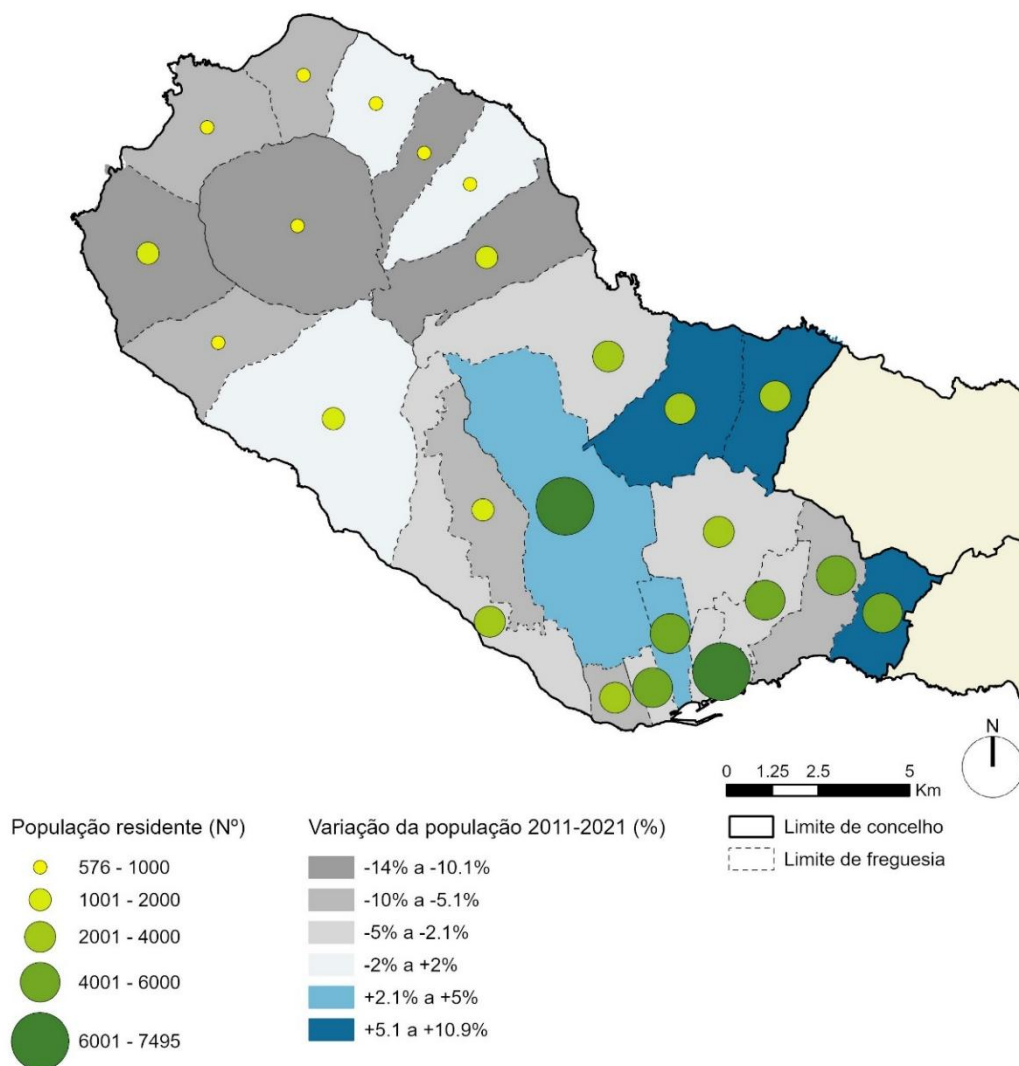 N
0 1.25 2.5 5
Km
Limite de concelho
Limite de freguesia
População residente (Nº)
576 - 1000
1001 - 2000
2001 - 4000
4001 - 6000
6001 - 7495
Variação da população 2011-2021 (%)
-14% a -10.1%
-10% a -5.1%
-5% a -2.1%
-2% a +2%
+2.1% a +5%
+5.1 a +10.9%